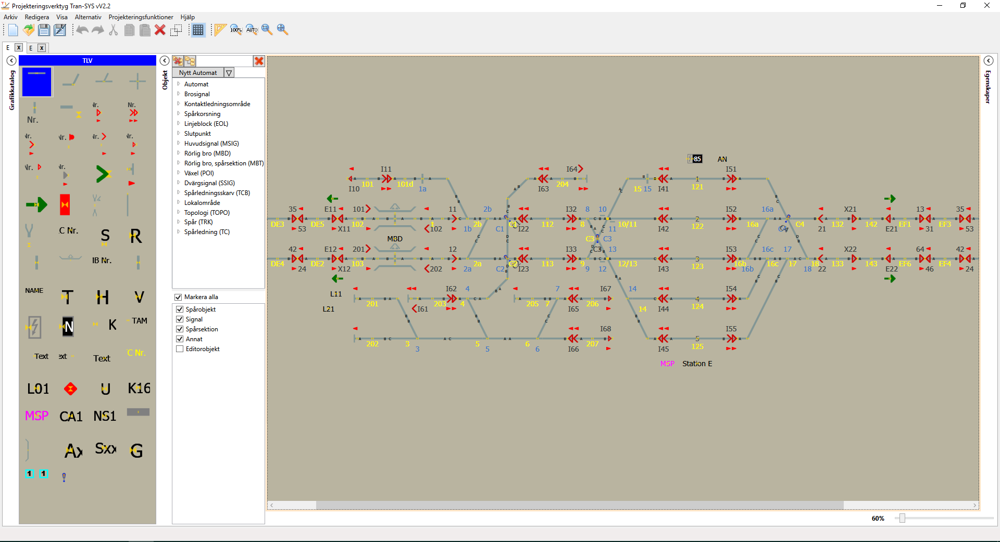 Projekteringsverktyg Tran-SYS vV2.2
Arkiv Redigera Visa Alternativ Projekteringsfunktioner Hjälp
100% AUTO
E x E x
TLV
Grafikkatalog
Objekt
Egenskaper
Nytt Automat
Automat
Brosignal
Kontaktledningsområde
Spårkorsning
Linjeblock (EOL)
Slutpunkt
Huvudsignal (MSIG)
Rörlig bro (MBD)
Rörlig bro, spårsektion (MBT)
Växel (POI)
Dvärgsignal (SSIG)
Spårledningsskarv (TCB)
Lokalområde
Topologi (TOPO)
Spår (TRK)
Spårledning (TC)
Markera alla
Spårobjekt
Signal
Spårsektion
Annat
Editorobjekt
Nr. Nr. Nr.
Nr. Nr. Nr. Nr.
Nr. Nr.
C Nr. S R
IB Nr.
NAME T H V
N K TAM
Text ext Text C Nr.
L01 U K16
MSP CA1 NS1
Ax Sxx G
1 1
85 AN
I11 I64 I51
101 101d 204 15 15 1 121
I10 1a I63 I41
35 E11 101 11 2b I32 8 10 I52 16a X21 13 35
DE3 DE5 102 1 2b C1 112 8 10/11 2 122 16a C4 132 142 EF1 EF3
53 X11 102 1b C1 I22 11 I42 21 E21 31 53
MBD C3 C3
42 E12 201 12 I33 C3 13 I53 16c 17 X22 64 42
DE4 DE2 103 2a C2 113 9 12/13 3 123 16b 16c 17 18 133 143 EF6 EF4
24 X12 202 2a C2 I23 9 12 I43 16b 18 22 E22 46 24
L11 I62 4 7 I67 14 I54
201 203 4 205 7 206 4 124
L21 I61 I65 14 I44
I68 I55
202 3 5 6 207 5 125
3 5 6 I66 I45
MSP Station E
60%